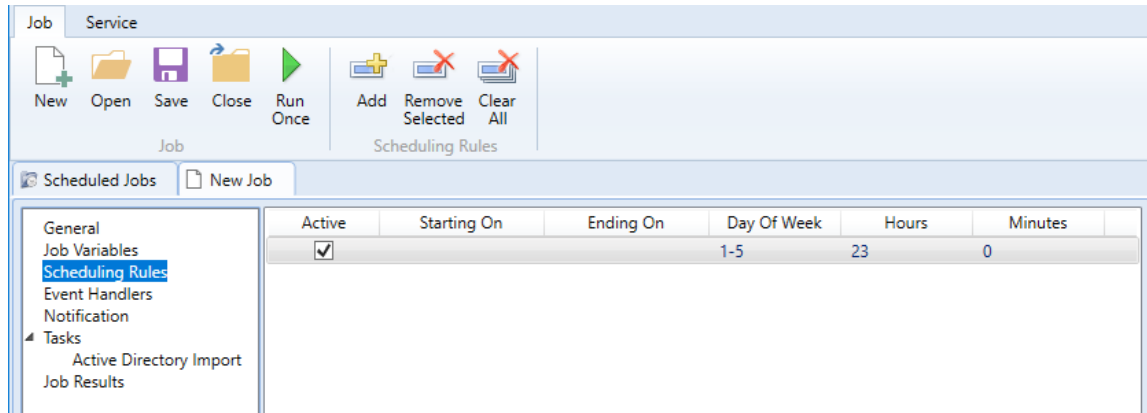 Job Service
New Open Save Close Run Once Add Remove Selected Clear All
Job Scheduling Rules
Scheduled Jobs New Job
General
Job Variables
Scheduling Rules
Event Handlers
Notification
Tasks
Active Directory Import
Job Results
Active Starting On Ending On Day Of Week Hours Minutes
1-5 23 0